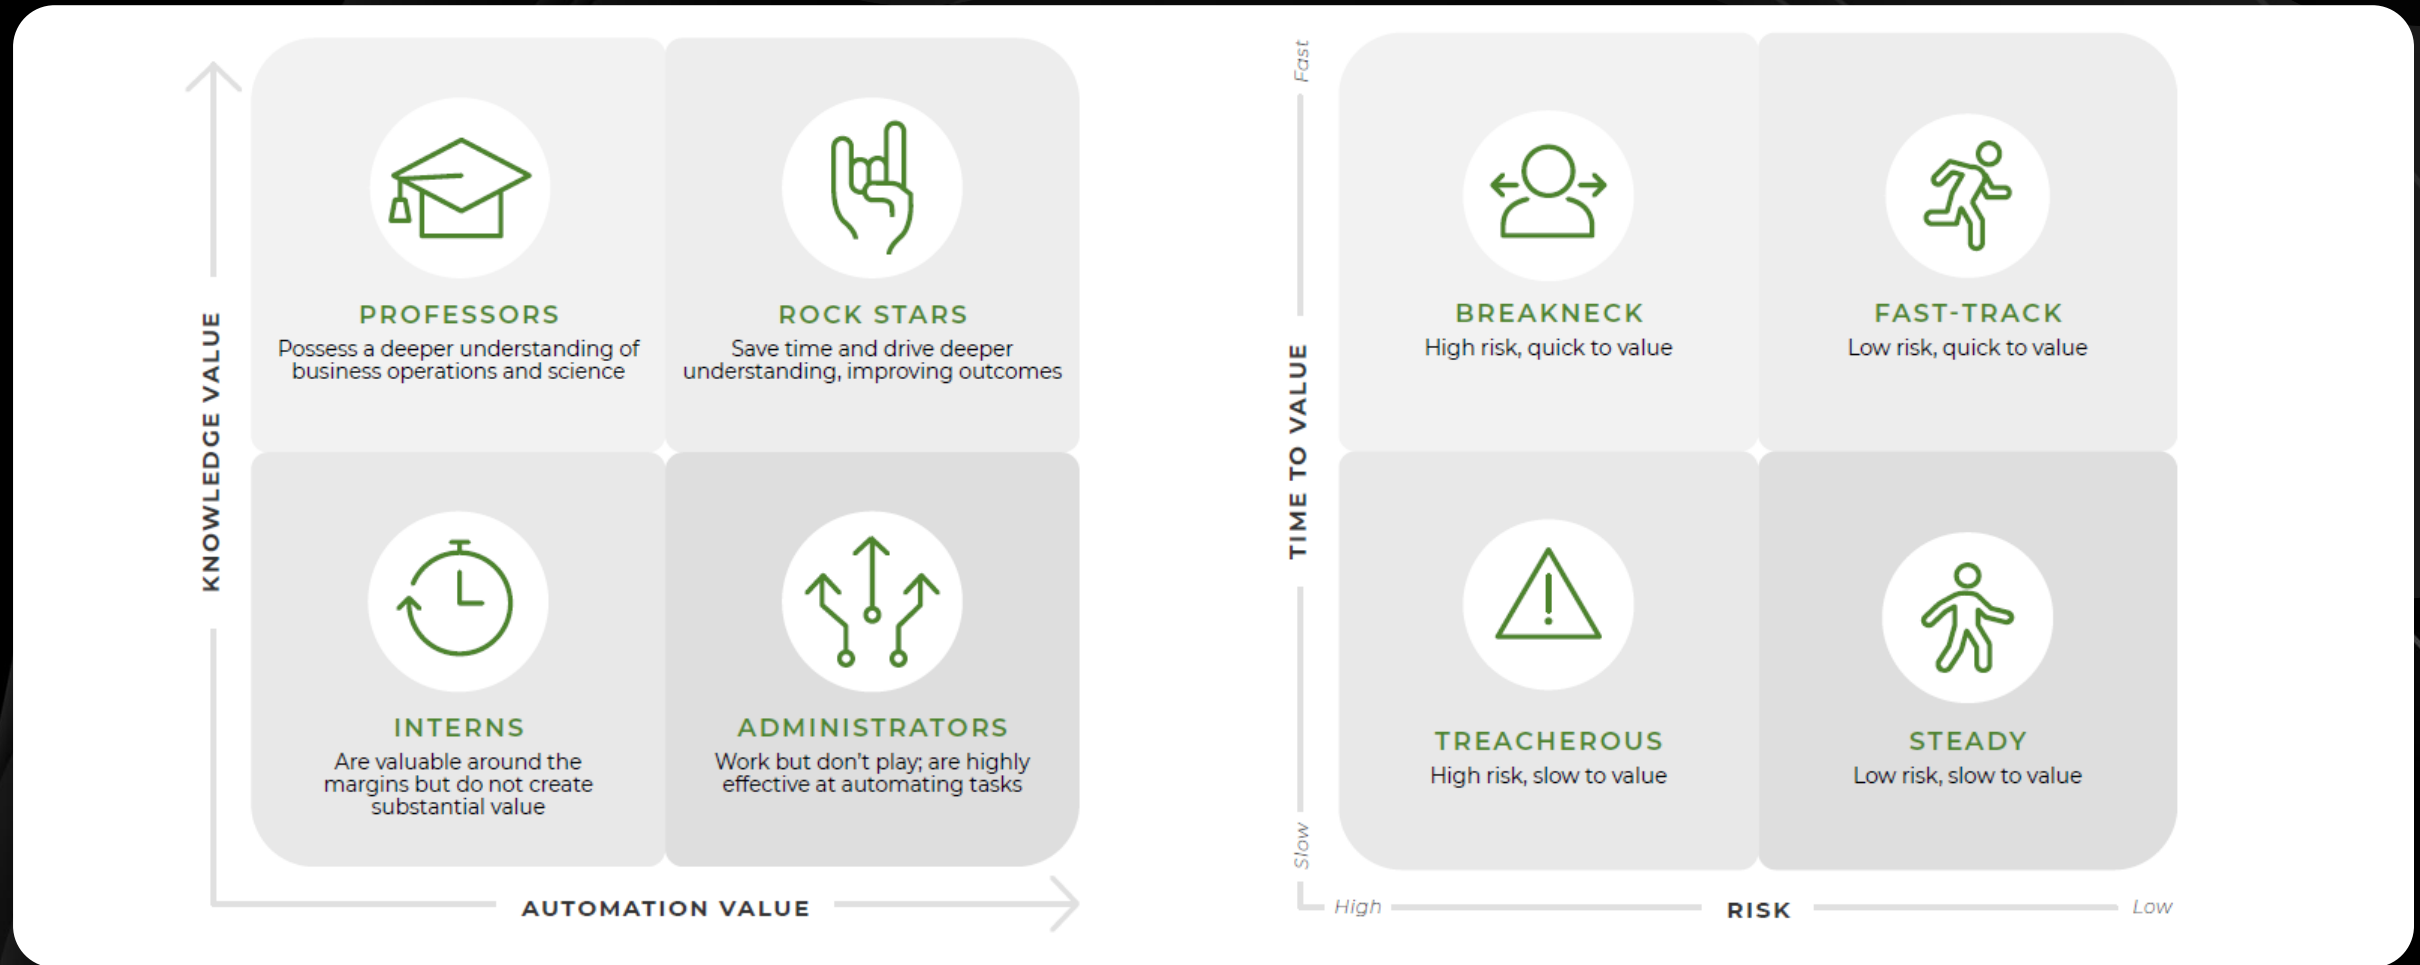 KNOWLEDGE VALUE
PROFESSORS
Possess a deeper understanding of
business operations and science
ROCK STARS
Save time and drive deeper
understanding, improving outcomes
INTERNS
Are valuable around the
margins but do not create
substantial value
ADMINISTRATORS
Work but don't play; are highly
effective at automating tasks
AUTOMATION VALUE
Fast
TIME TO VALUE
Slow
BREAKNECK
High risk, quick to value
FAST-TRACK
Low risk, quick to value
TREACHEROUS
High risk, slow to value
STEADY
Low risk, slow to value
High
RISK
Low